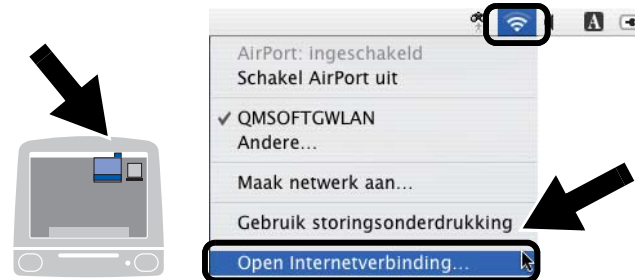 A
AirPort: ingeschakeld
Schakel AirPort uit
✓ QMSOFTGWLAN
Andere...
Maak netwerk aan...
Gebruik storingsonderdrukking
Open Internetverbinding...